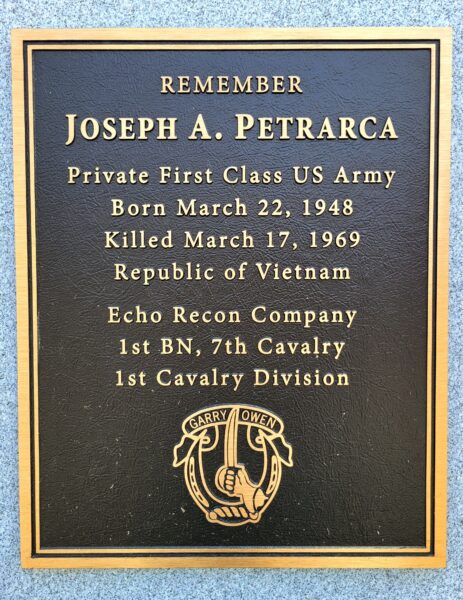 REMEMBER
JOSEPH A. PETRARCA
Private First Class US Army
Born March 22, 1948
Killed March 17, 1969
Republic of Vietnam
Echo Recon Company
1st BN, 7th Cavalry
1st Cavalry Division
GARRY OWEN